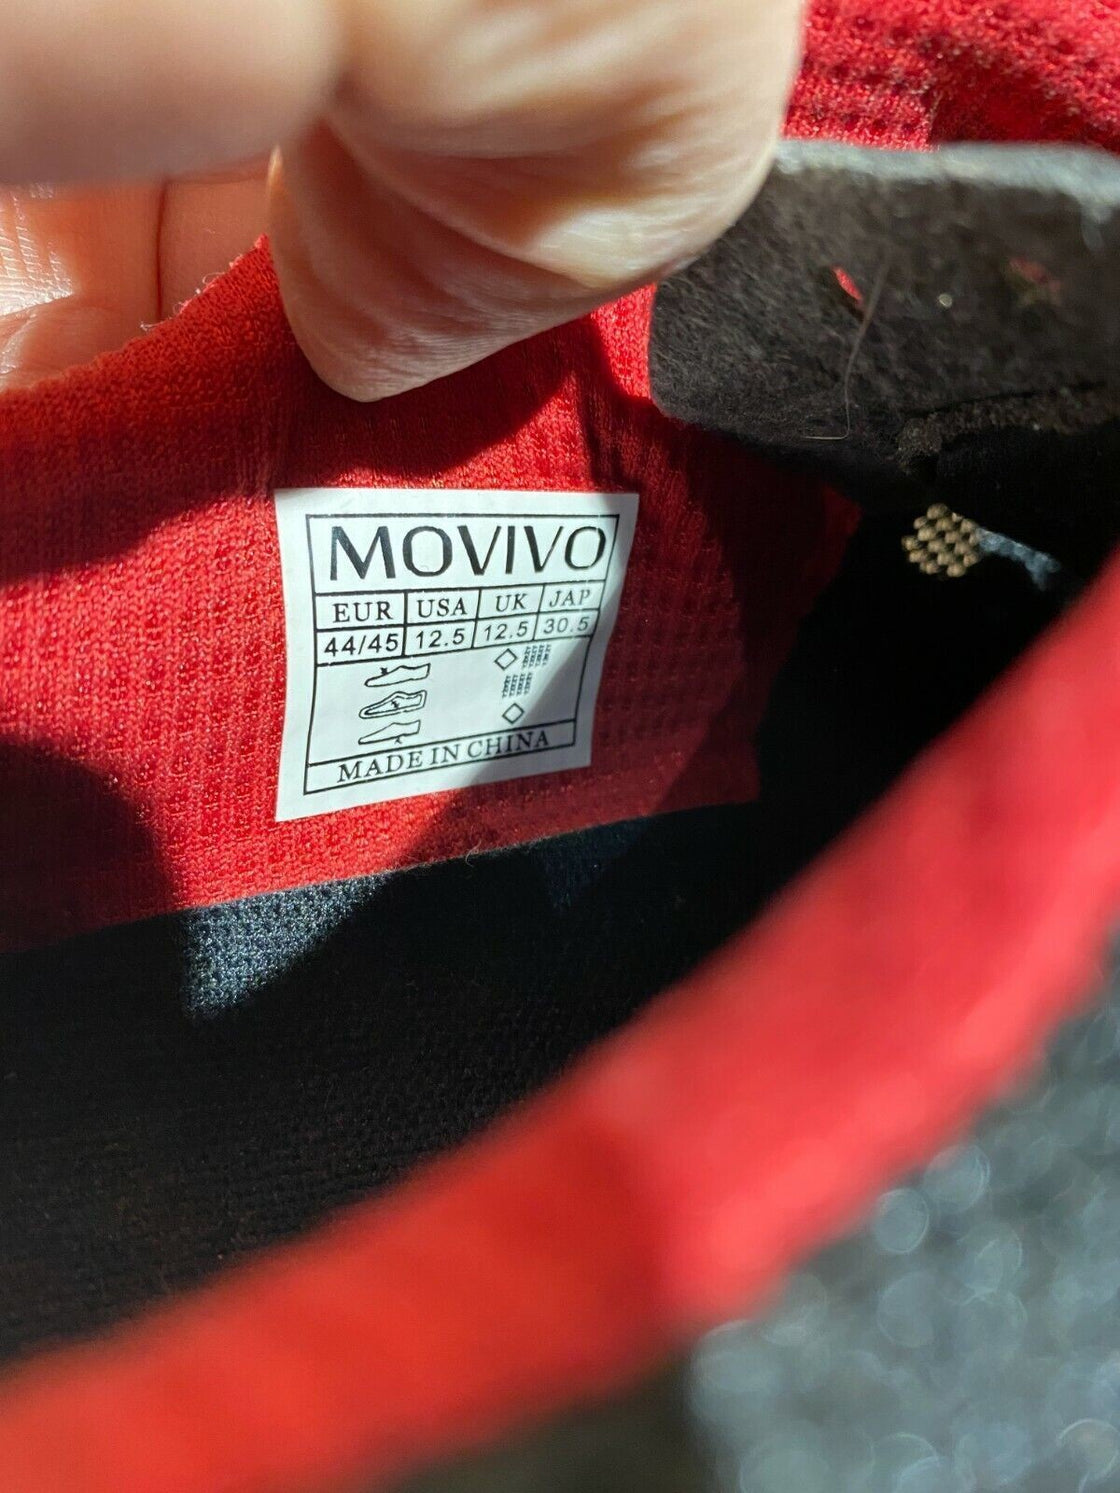 MOVIVO
EUR USA UK JAP
44/45 12.5 12.5 30.5
MADE IN CHINA